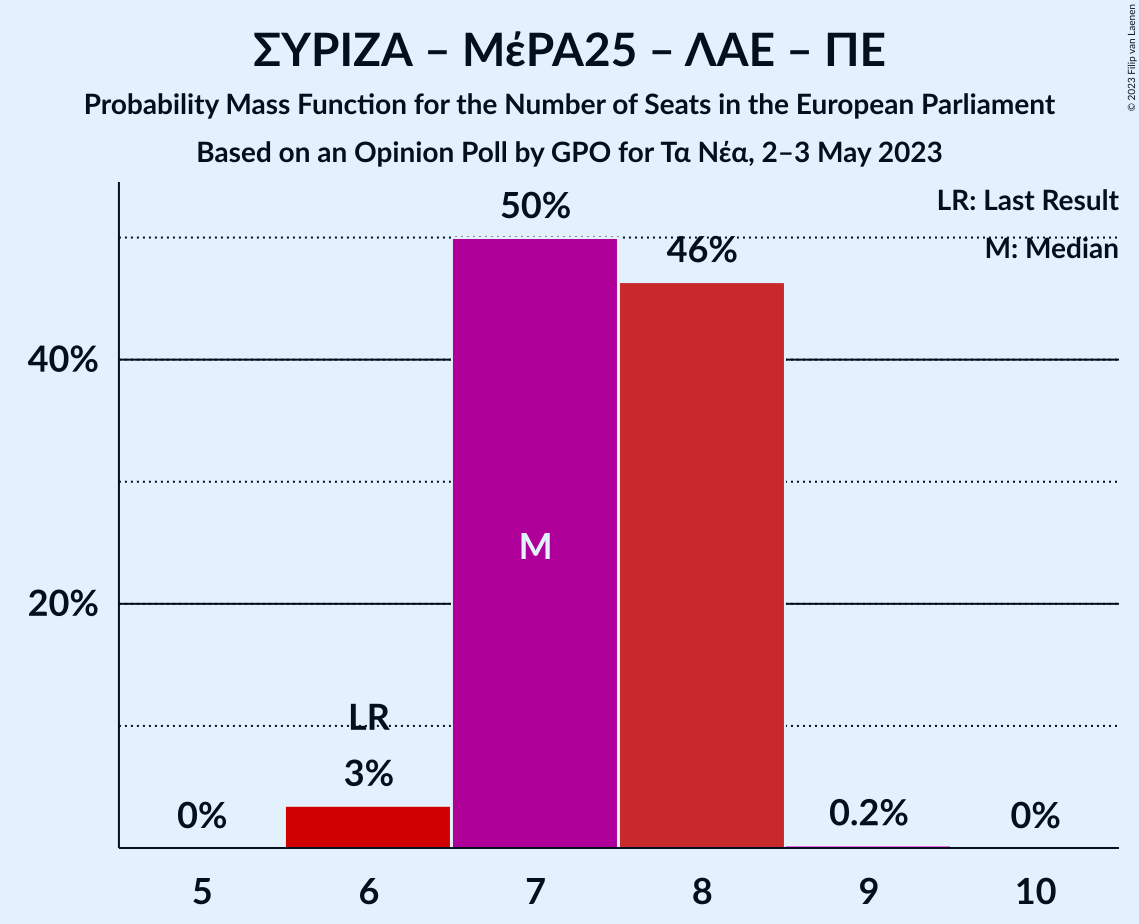 ΣΥΡΙΖΑ – ΜέΡΑ25 – ΛΑΕ – ΠΕ
Probability Mass Function for the Number of Seats in the European Parliament
Based on an Opinion Poll by GPO for Τα Νέα, 2–3 May 2023
© 2023 Filip van Laenen
LR: Last Result
M: Median
50%
46%
40%
M
20%
LR
3%
0%
0.2%
0%
5 6 7 8 9 10